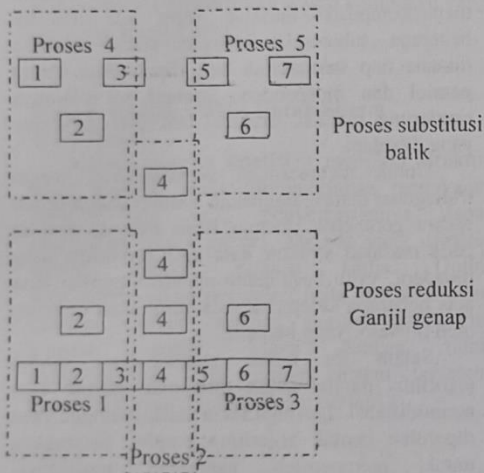 Proses 4 Proses 5
1 3 5 7
2 6
Proses substitusi
balik
4
4
Proses reduksi
Ganjil genap
2 4 6
1 2 3 4 5 6 7
Proses 1 Proses 3
Proses 2